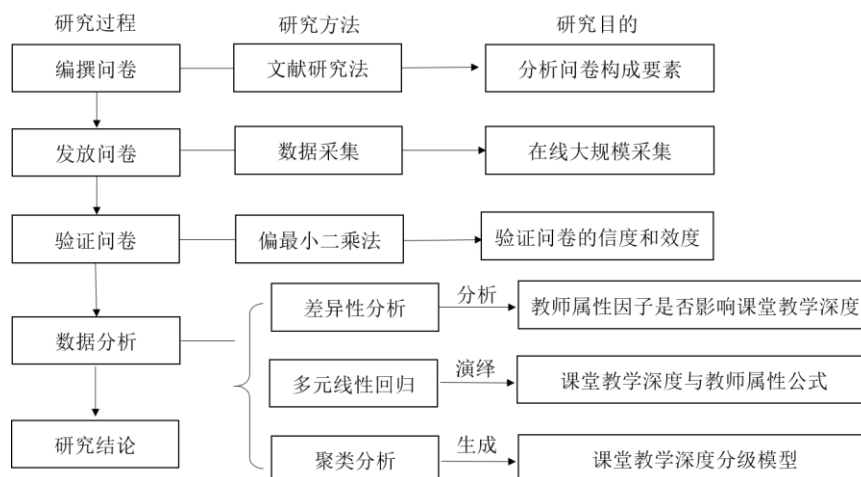 研究过程
研究方法
研究目的
编撰问卷
文献研究法
分析问卷构成要素
发放问卷
数据采集
在线大规模采集
验证问卷
偏最小二乘法
验证问卷的信度和效度
数据分析
差异性分析
分析
教师属性因子是否影响课堂教学深度
多元线性回归
演绎
课堂教学深度与教师属性公式
研究结论
聚类分析
生成
课堂教学深度分级模型